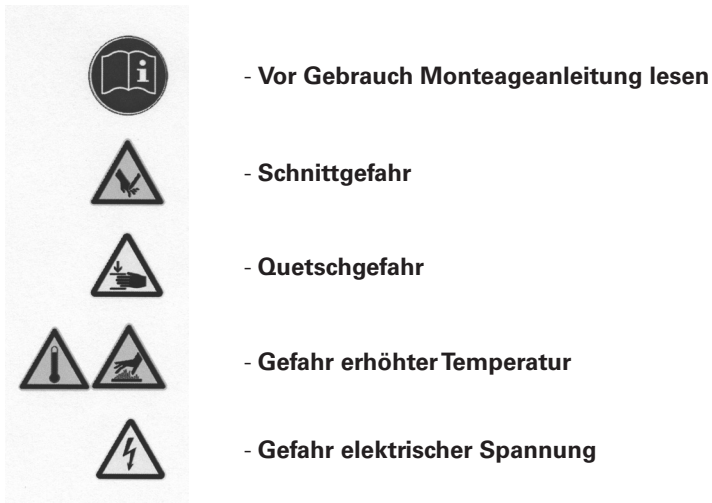 - Vor Gebrauch Monteageanleitung lesen
- Schnittgefahr
- Quetschgefahr
- Gefahr erhöhter Temperatur
- Gefahr elektrischer Spannung